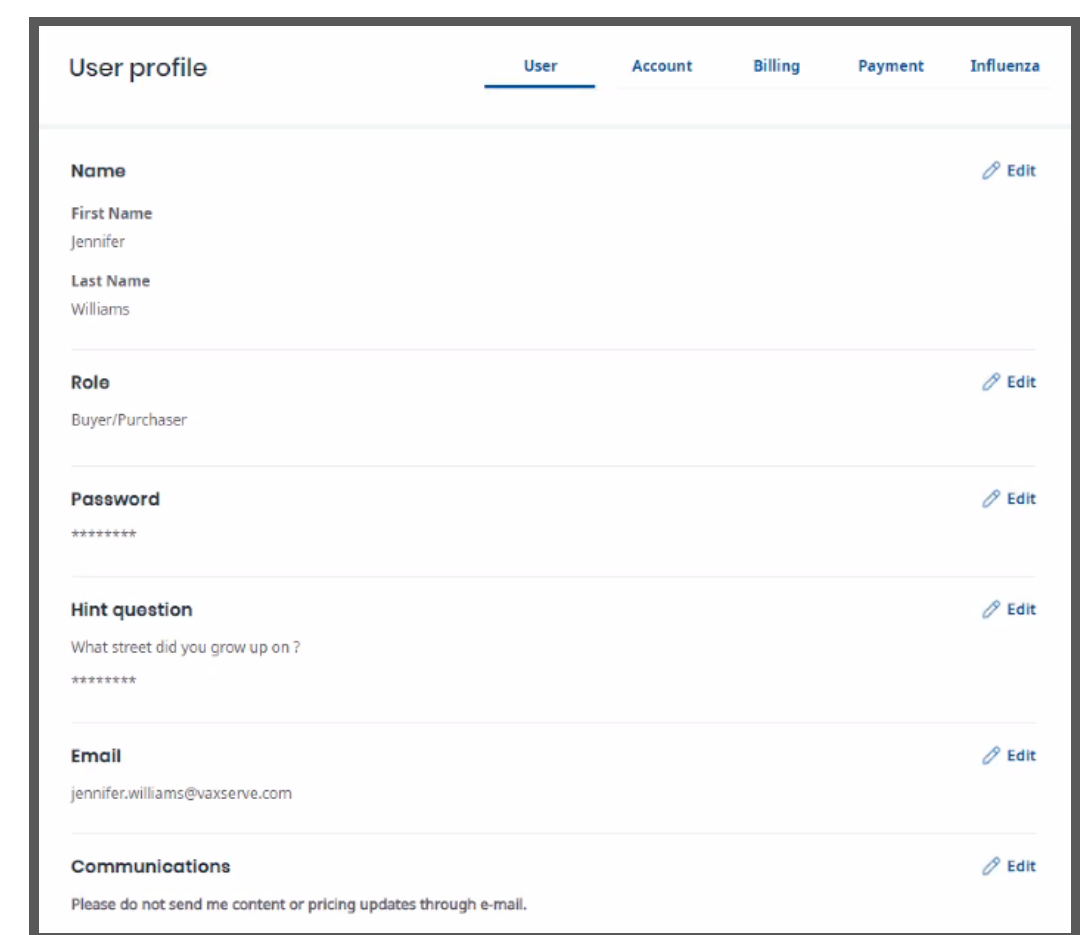 User profile
User Account Billing Payment Influenza
Name Edit
First Name
Jennifer
Last Name
Williams
Role Edit
Buyer/Purchaser
Password Edit
********
Hint question Edit
What street did you grow up on ?
********
Email Edit
jennifer.williams@vaxserve.com
Communications Edit
Please do not send me content or pricing updates through e-mail.